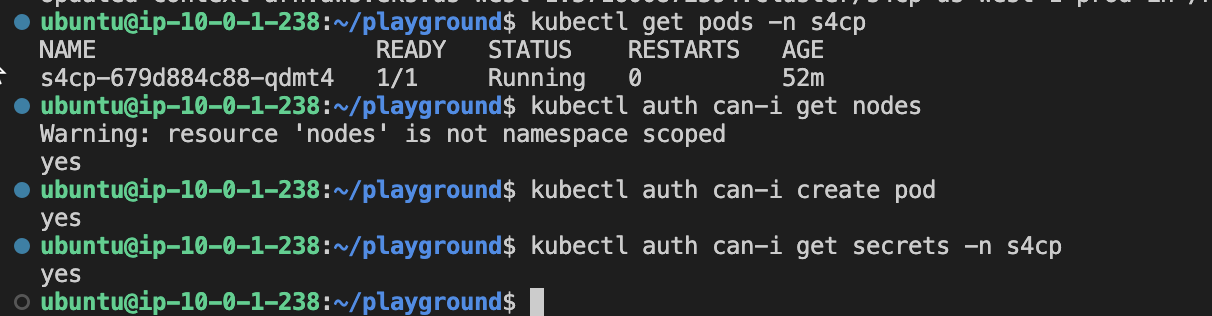 ubuntu@ip-10-0-1-238:~/playground$ kubectl get pods -n s4cp
NAME                    READY   STATUS    RESTARTS   AGE
s4cp-679d884c88-qdmt4   1/1     Running   0          52m
ubuntu@ip-10-0-1-238:~/playground$ kubectl auth can-i get nodes
Warning: resource 'nodes' is not namespace scoped
yes
ubuntu@ip-10-0-1-238:~/playground$ kubectl auth can-i create pod
yes
ubuntu@ip-10-0-1-238:~/playground$ kubectl auth can-i get secrets -n s4cp
yes
ubuntu@ip-10-0-1-238:~/playground$